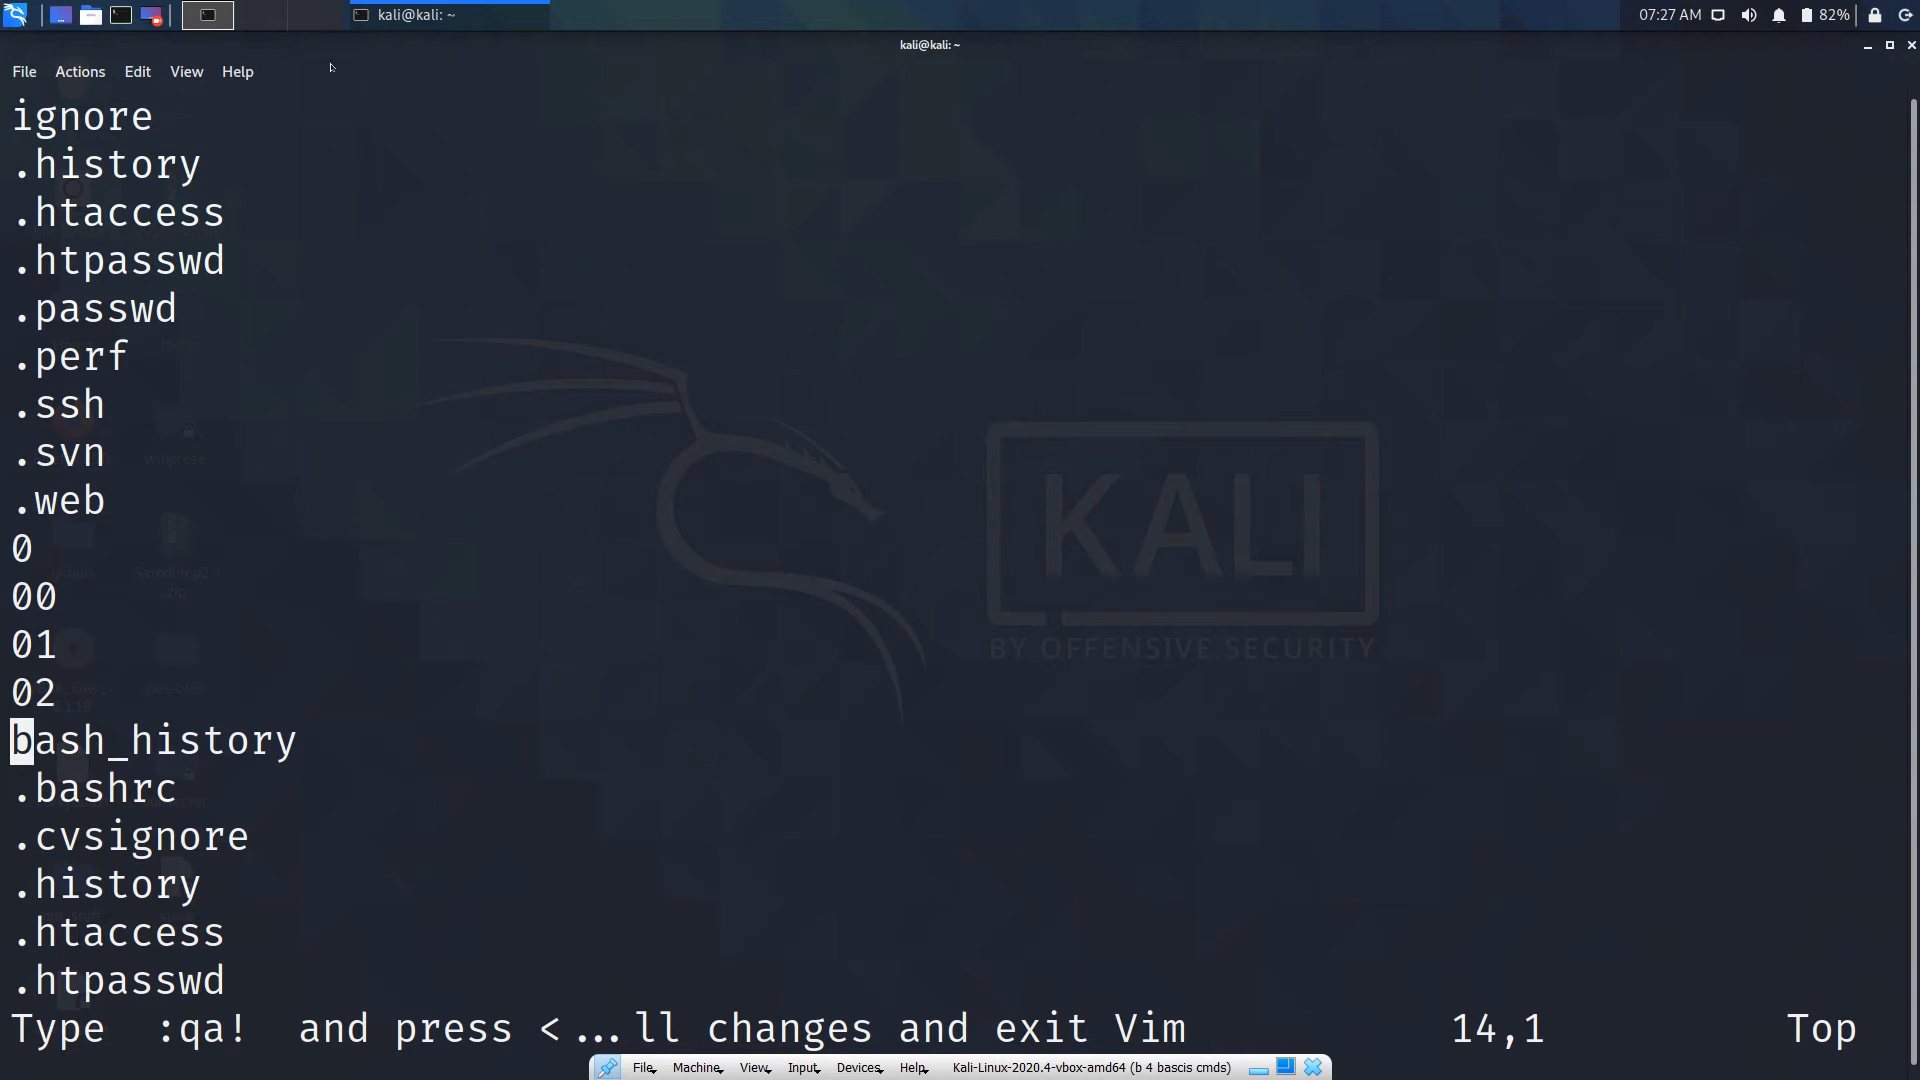 kali@kali: ~
07:27 AM
82%
kali@kali: ~
File Actions Edit View Help
ignore
.history
.htaccess
.htpasswd
.passwd
.perf
.ssh
.svn
.web
0
00
01
02
bash_history
.bashrc
.cvsignore
.history
.htaccess
.htpasswd
Type  :qa!  and press <...ll changes and exit Vim 14,1 Top
KALI
BY OFFENSIVE SECURITY
File Machine View Input Devices Help Kali-Linux-2020.4-vbox-amd64 (b 4 bascis cmds)